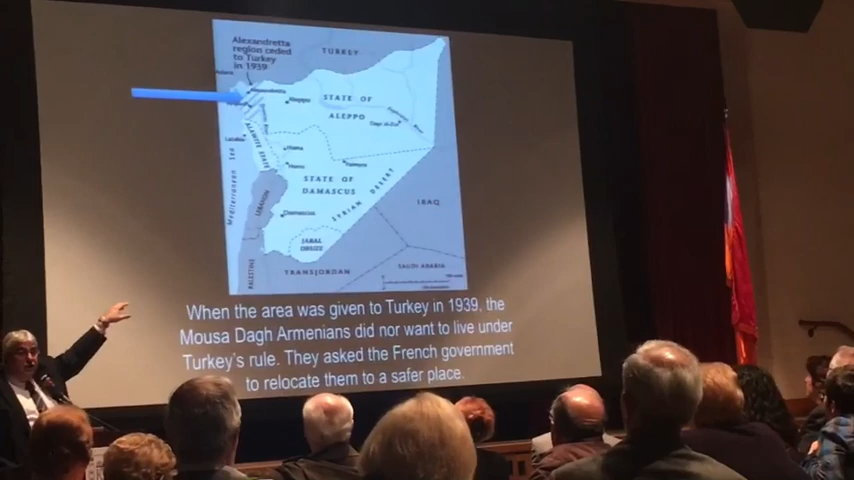 Alexandretta
region ceded
to Turkey
in 1939
TURKEY
Alexandretta
Aleppo
STATE OF
ALEPPO
Mediterranean Sea
Hama
Homs
STATE OF
DAMASCUS
SYRIAN DESERT
LEBANON
Damascus
IRAQ
JABAL
DRUZE
PALESTINE
TRANSJORDAN
SAUDI ARABIA
When the area was given to Turkey in 1939, the
Mousa Dagh Armenians did nor want to live under
Turkey's rule. They asked the French government
to relocate them to a safer place.